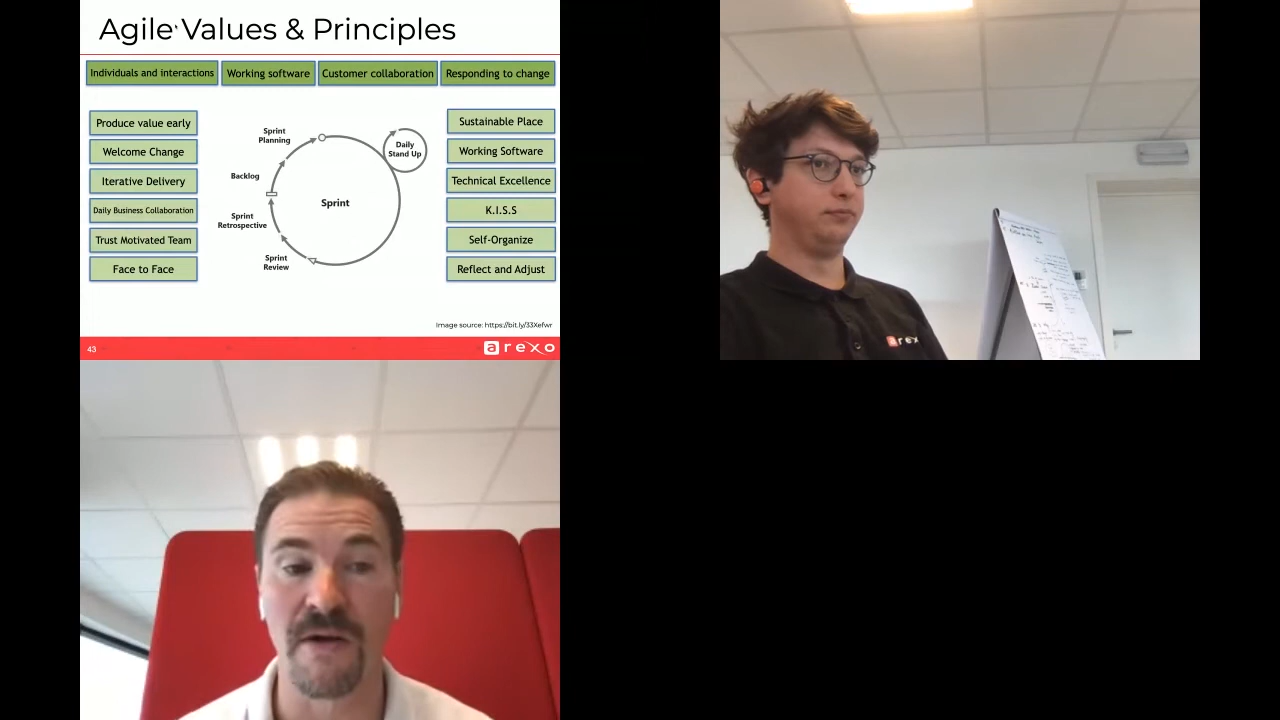 Agile Values & Principles
Individuals and interactions
Working software
Customer collaboration
Responding to change
Produce value early
Welcome Change
Iterative Delivery
Daily Business Collaboration
Trust Motivated Team
Face to Face
Sprint
Planning
Daily
Stand Up
Backlog
Sprint
Sprint
Retrospective
Sprint
Review
Sustainable Place
Working Software
Technical Excellence
K.I.S.S
Self-Organize
Reflect and Adjust
Image source: https://bit.ly/33Xefwr
43
arexo
arex